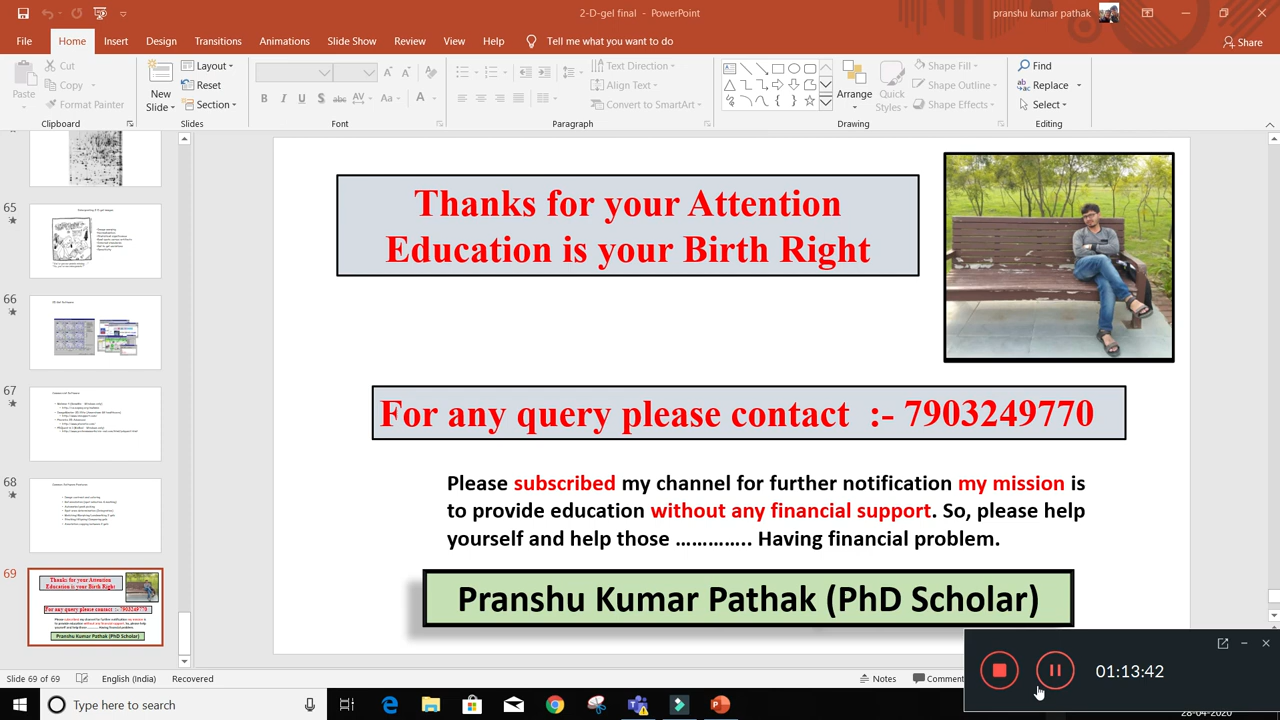 2-D-gel final - PowerPoint
pranshu kumar pathak
File Home Insert Design Transitions Animations Slide Show Review View Help Tell me what you want to do
Share
Paste
Cut
Copy
Format Painter
Clipboard
New Slide
Layout
Reset
Section
Slides
B I U S abc AV Aa A
Font
Text Direction
Align Text
Convert to SmartArt
Paragraph
Arrange
Quick Styles
Shape Fill
Shape Outline
Shape Effects
Drawing
Find
Replace
Select
Editing
65
66
67
68
69
Thanks for your Attention
Education is your Birth Right
For any query please contact :- 7903249770
Please subscribed my channel for further notification my mission is
to provide education without any financial support. So, please help
yourself and help those ………….. Having financial problem.
Pranshu Kumar Pathak (PhD Scholar)
01:13:42
Slide 69 of 69 English (India) Recovered
Notes
Type here to search
28-04-2020